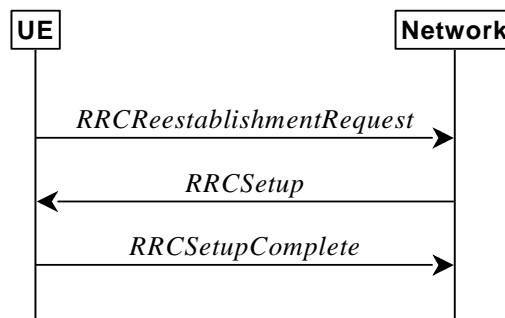 UE Network
RRCReestablishmentRequest
RRCSetup
RRCSetupComplete